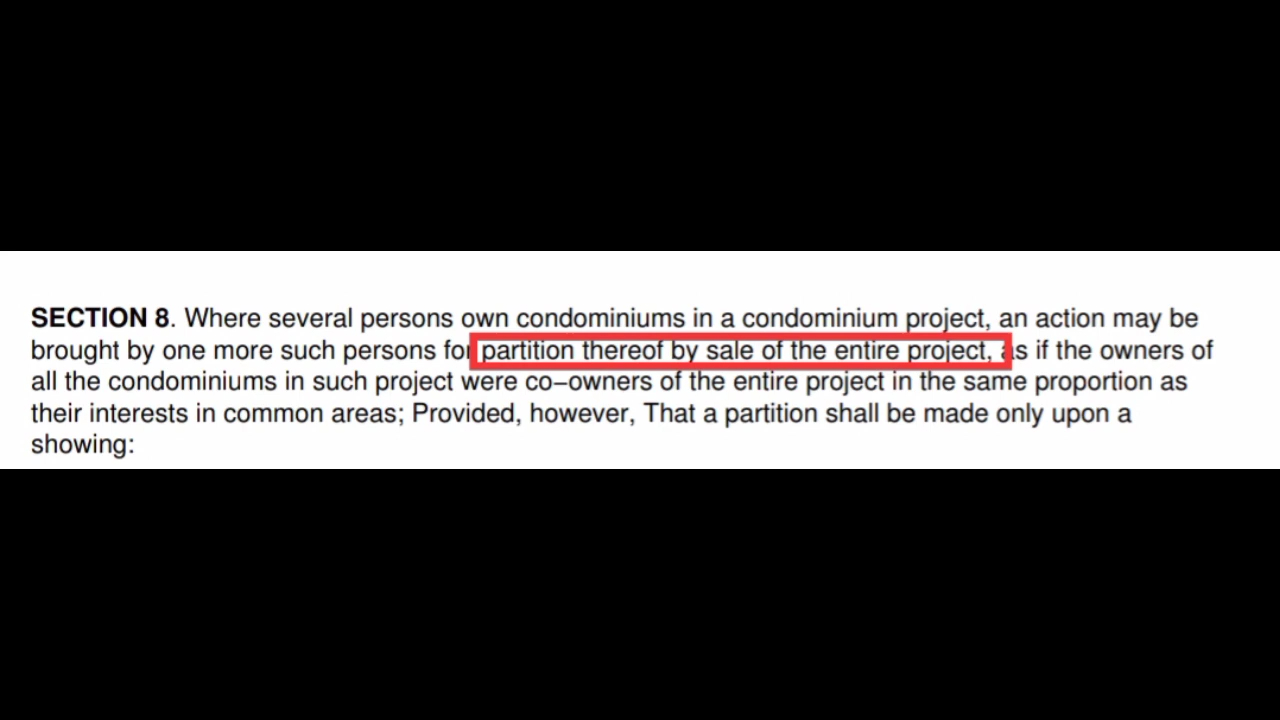 SECTION 8. Where several persons own condominiums in a condominium project, an action may be
brought by one more such persons for partition thereof by sale of the entire project, as if the owners of
all the condominiums in such project were co–owners of the entire project in the same proportion as
their interests in common areas; Provided, however, That a partition shall be made only upon a
showing: